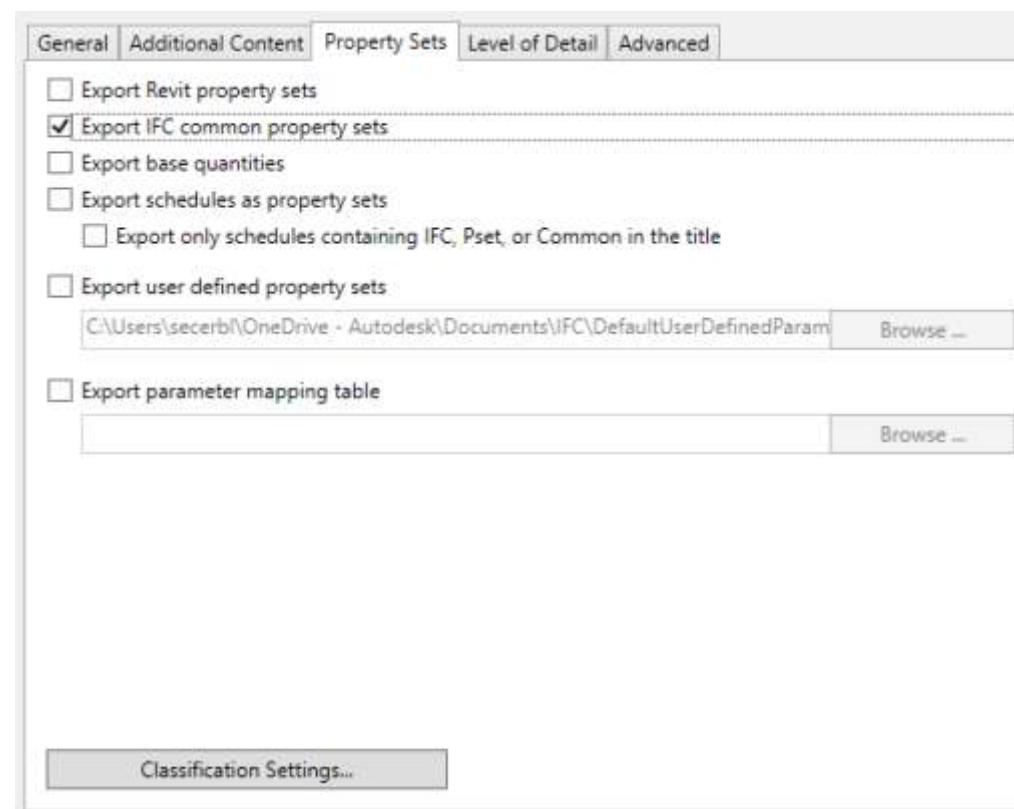 General Additional Content Property Sets Level of Detail Advanced
Export Revit property sets
Export IFC common property sets
Export base quantities
Export schedules as property sets
Export only schedules containing IFC, Pset, or Common in the title
Export user defined property sets
C:\Users\secerbl\OneDrive - Autodesk\Documents\IFC\DefaultUserDefinedParam Browse ...
Export parameter mapping table
Browse ...
Classification Settings...